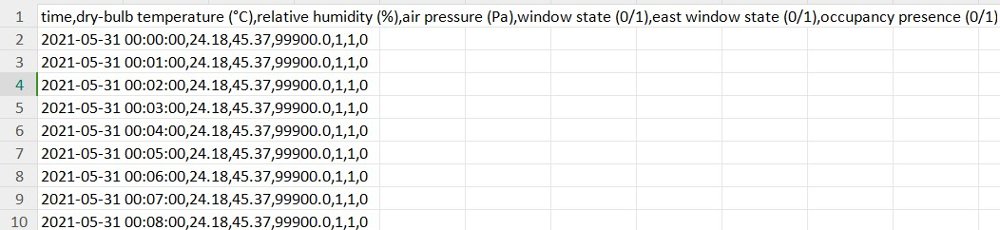 1 time,dry-bulb temperature (°C),relative humidity (%),air pressure (Pa),window state (0/1),east window state (0/1),occupancy presence (0/1)
2 2021-05-31 00:00:00,24.18,45.37,99900.0,1,1,0
3 2021-05-31 00:01:00,24.18,45.37,99900.0,1,1,0
4 2021-05-31 00:02:00,24.18,45.37,99900.0,1,1,0
5 2021-05-31 00:03:00,24.18,45.37,99900.0,1,1,0
6 2021-05-31 00:04:00,24.18,45.37,99900.0,1,1,0
7 2021-05-31 00:05:00,24.18,45.37,99900.0,1,1,0
8 2021-05-31 00:06:00,24.18,45.37,99900.0,1,1,0
9 2021-05-31 00:07:00,24.18,45.37,99900.0,1,1,0
10 2021-05-31 00:08:00,24.18,45.37,99900.0,1,1,0